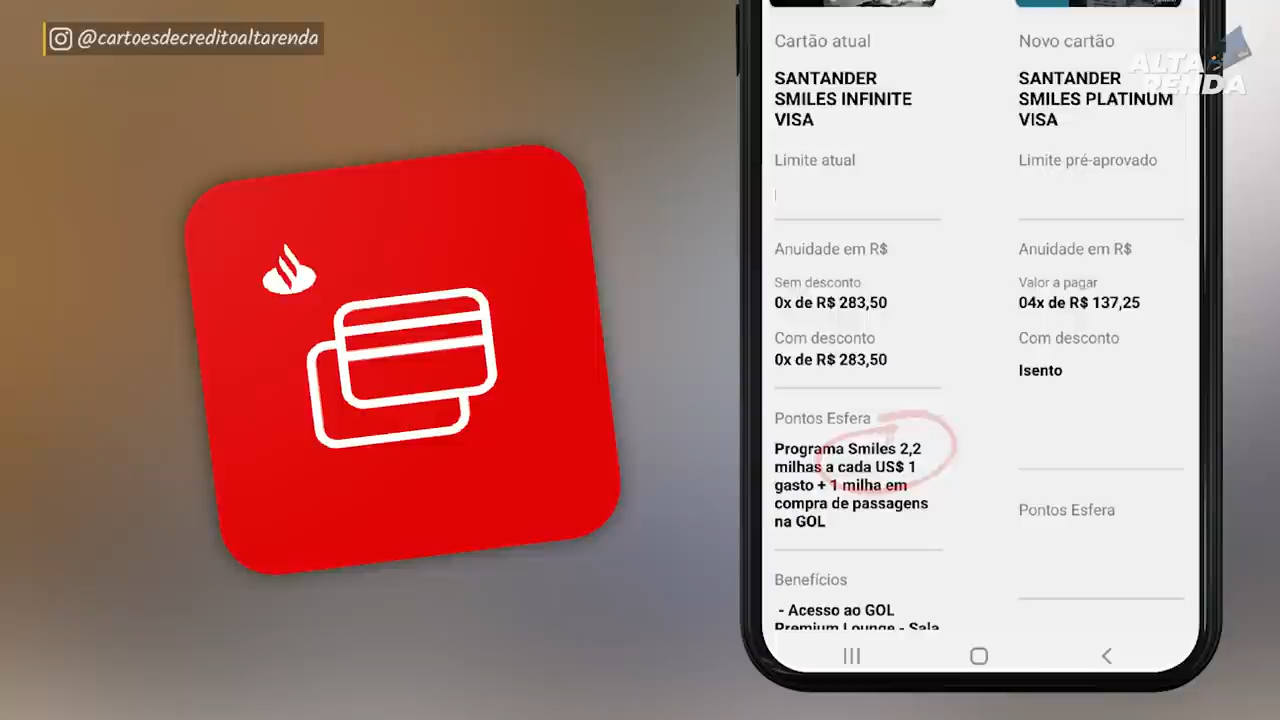 @cartoesdecreditoaltarenda
ALTA
RENDA
Cartão atual
SANTANDER
SMILES INFINITE
VISA
Limite atual
Anuidade em R$
Sem desconto
0x de R$ 283,50
Com desconto
0x de R$ 283,50
Pontos Esfera
Programa Smiles 2,2
milhas a cada US$ 1
gasto + 1 milha em
compra de passagens
na GOL
Benefícios
- Acesso ao GOL
Premium Lounge - Sala
Novo cartão
SANTANDER
SMILES PLATINUM
VISA
Limite pré-aprovado
Anuidade em R$
Valor a pagar
04x de R$ 137,25
Com desconto
Isento
Pontos Esfera